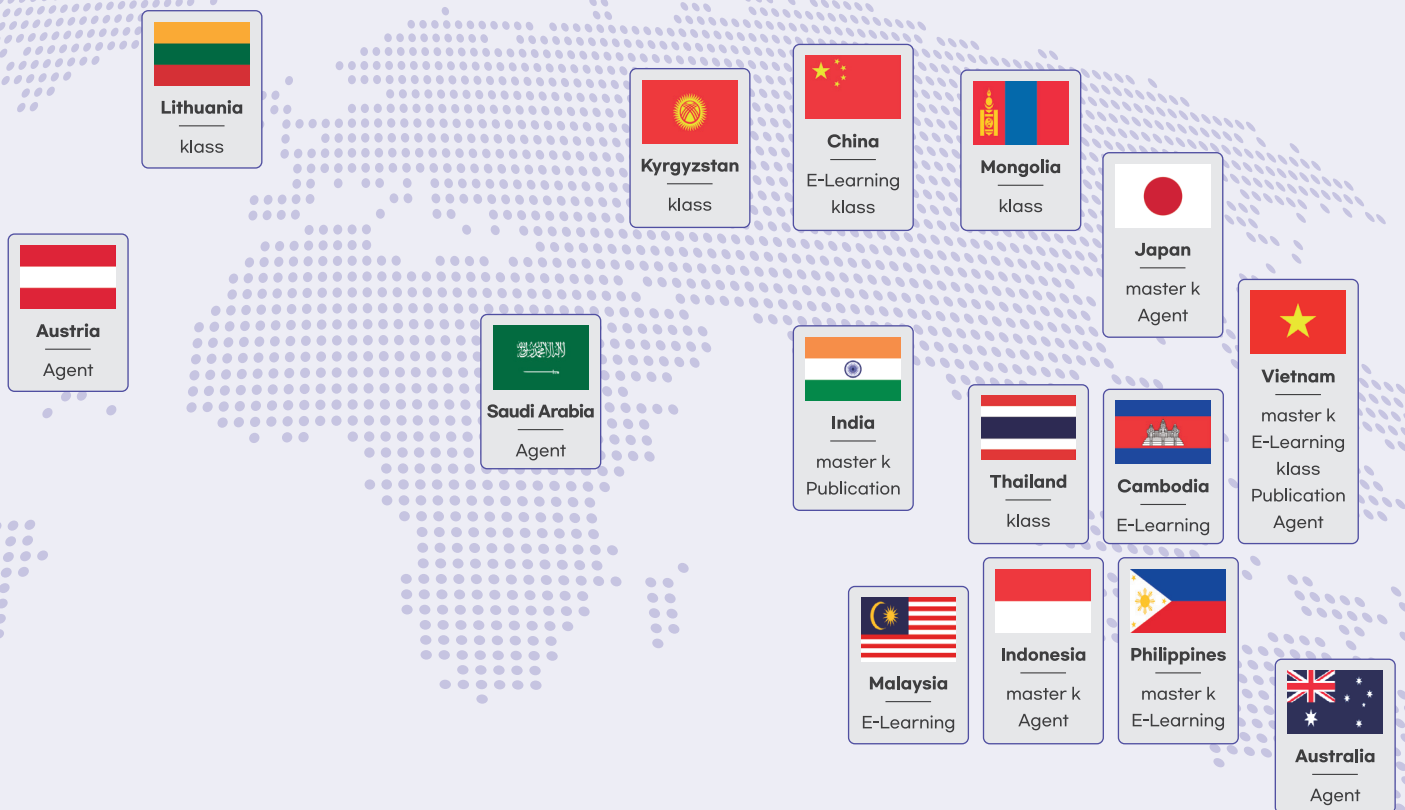 Lithuania
klass
Kyrgyzstan
klass
China
E-Learning
klass
Mongolia
klass
Japan
master k
Agent
Austria
Agent
Saudi Arabia
Agent
India
master k
Publication
Thailand
klass
Cambodia
E-Learning
Vietnam
master k
E-Learning
klass
Publication
Agent
Malaysia
E-Learning
Indonesia
master k
Agent
Philippines
master k
E-Learning
Australia
Agent